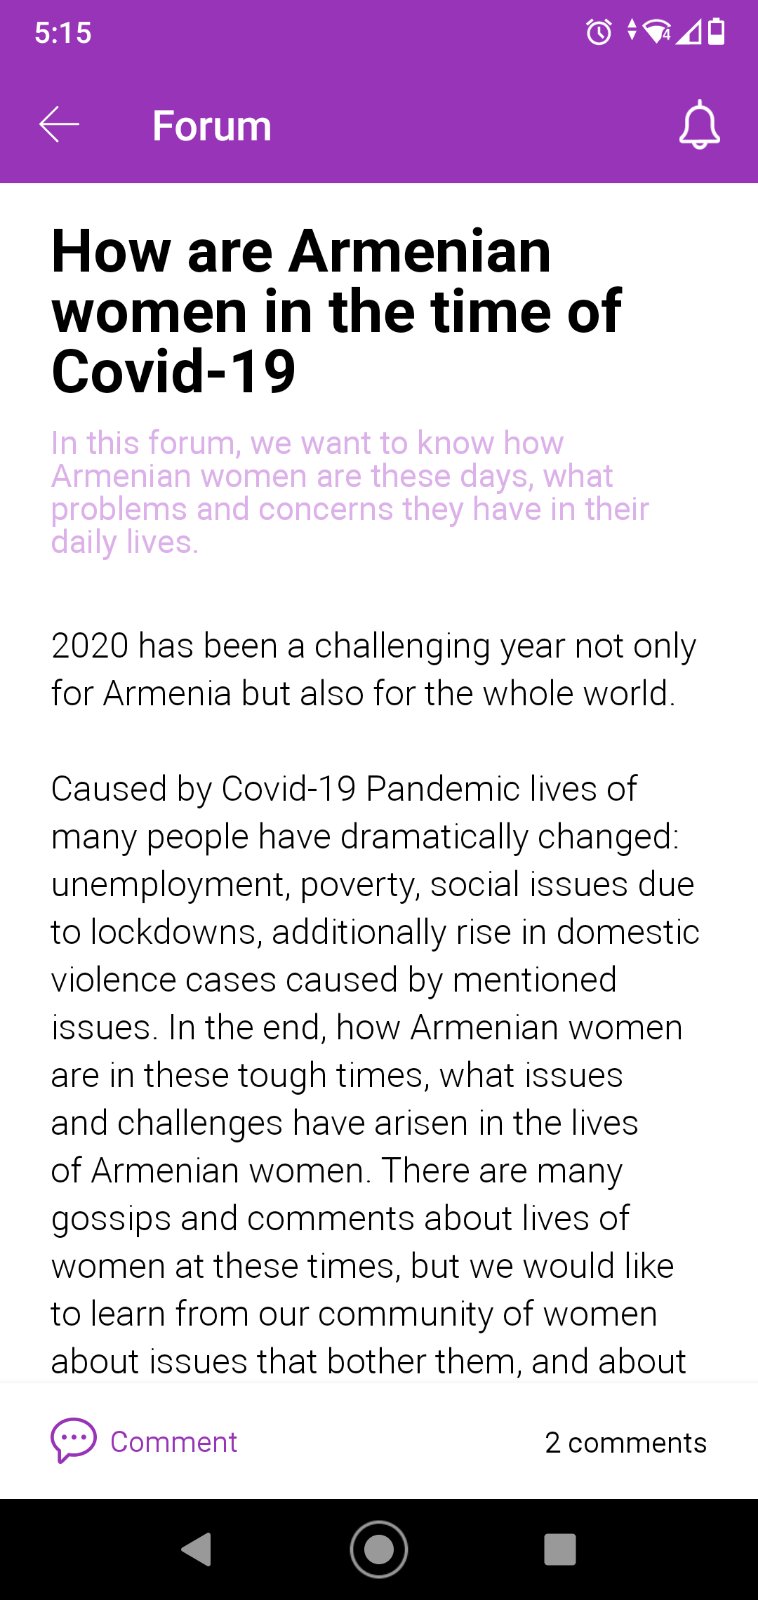 5:15
4
Forum
How are Armenian
women in the time of
Covid-19
In this forum, we want to know how
Armenian women are these days, what
problems and concerns they have in their
daily lives.
2020 has been a challenging year not only
for Armenia but also for the whole world.
Caused by Covid-19 Pandemic lives of
many people have dramatically changed:
unemployment, poverty, social issues due
to lockdowns, additionally rise in domestic
violence cases caused by mentioned
issues. In the end, how Armenian women
are in these tough times, what issues
and challenges have arisen in the lives
of Armenian women. There are many
gossips and comments about lives of
women at these times, but we would like
to learn from our community of women
about issues that bother them, and about
Comment
2 comments